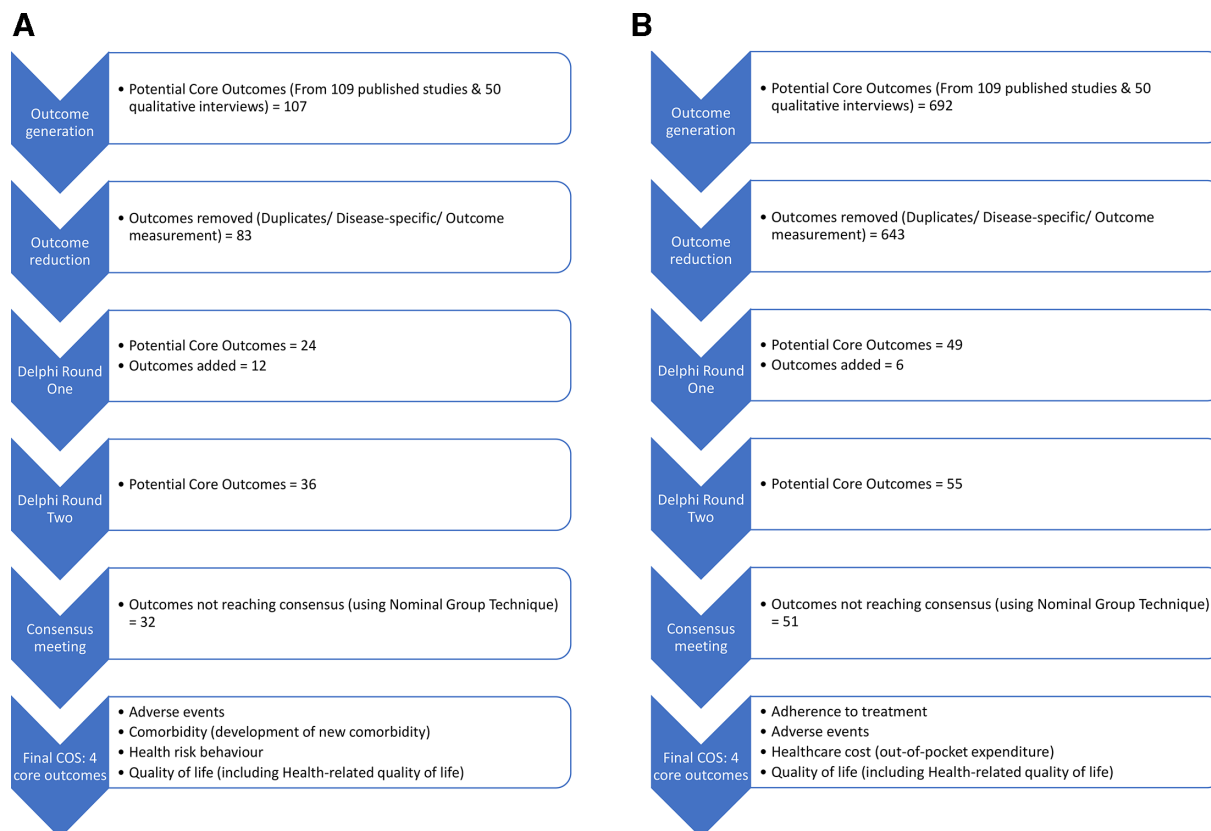 A
Outcome
generation
• Potential Core Outcomes (From 109 published studies & 50
qualitative interviews) = 107
Outcome
reduction
• Outcomes removed (Duplicates/ Disease-specific/ Outcome
measurement) = 83
Delphi Round
One
• Potential Core Outcomes = 24
• Outcomes added = 12
Delphi Round
Two
• Potential Core Outcomes = 36
Consensus
meeting
• Outcomes not reaching consensus (using Nominal Group Technique)
= 32
Final COS: 4
core outcomes
• Adverse events
• Comorbidity (development of new comorbidity)
• Health risk behaviour
• Quality of life (including Health-related quality of life)
B
Outcome
generation
• Potential Core Outcomes (From 109 published studies & 50
qualitative interviews) = 692
Outcome
reduction
• Outcomes removed (Duplicates/ Disease-specific/ Outcome
measurement) = 643
Delphi Round
One
• Potential Core Outcomes = 49
• Outcomes added = 6
Delphi Round
Two
• Potential Core Outcomes = 55
Consensus
meeting
• Outcomes not reaching consensus (using Nominal Group Technique)
= 51
Final COS: 4
core outcomes
• Adherence to treatment
• Adverse events
• Healthcare cost (out-of-pocket expenditure)
• Quality of life (including Health-related quality of life)